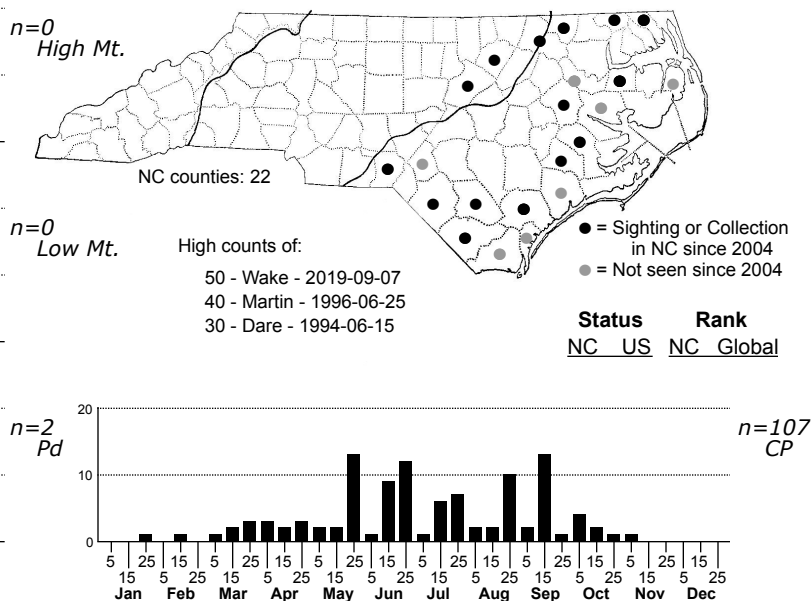 n=0
High Mt.
NC counties: 22
n=0
Low Mt.
High counts of:
50 - Wake - 2019-09-07
40 - Martin - 1996-06-25
30 - Dare - 1994-06-15
● = Sighting or Collection
in NC since 2004
● = Not seen since 2004
Status Rank
NC US NC Global
n=2
Pd
n=107
CP
20
10
0
5 25 15 5 25 15 5 25 15 5 25 15 5 25 15 5 25 15
15 5 25 15 5 25 15 5 25 15 5 25 15 5 25 15 5 25
Jan Feb Mar Apr May Jun Jul Aug Sep Oct Nov Dec